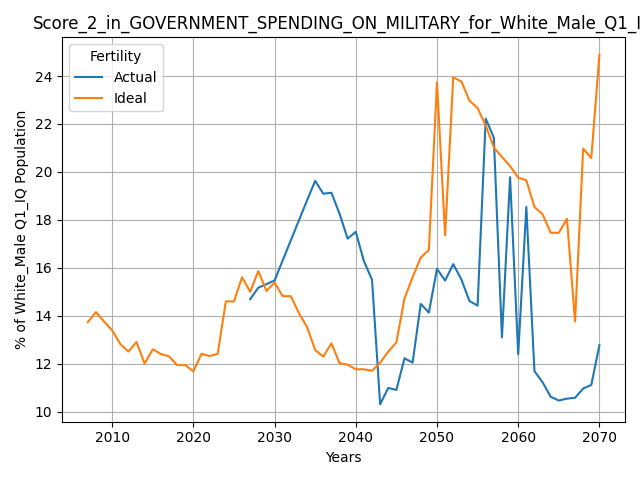 Score_2_in_GOVERNMENT_SPENDING_ON_MILITARY_for_White_Male_Q1_I
Fertility
Actual
Ideal
% of White_Male Q1_IQ Population
24
22
20
18
16
14
12
10
2010 2020 2030 2040 2050 2060 2070
Years